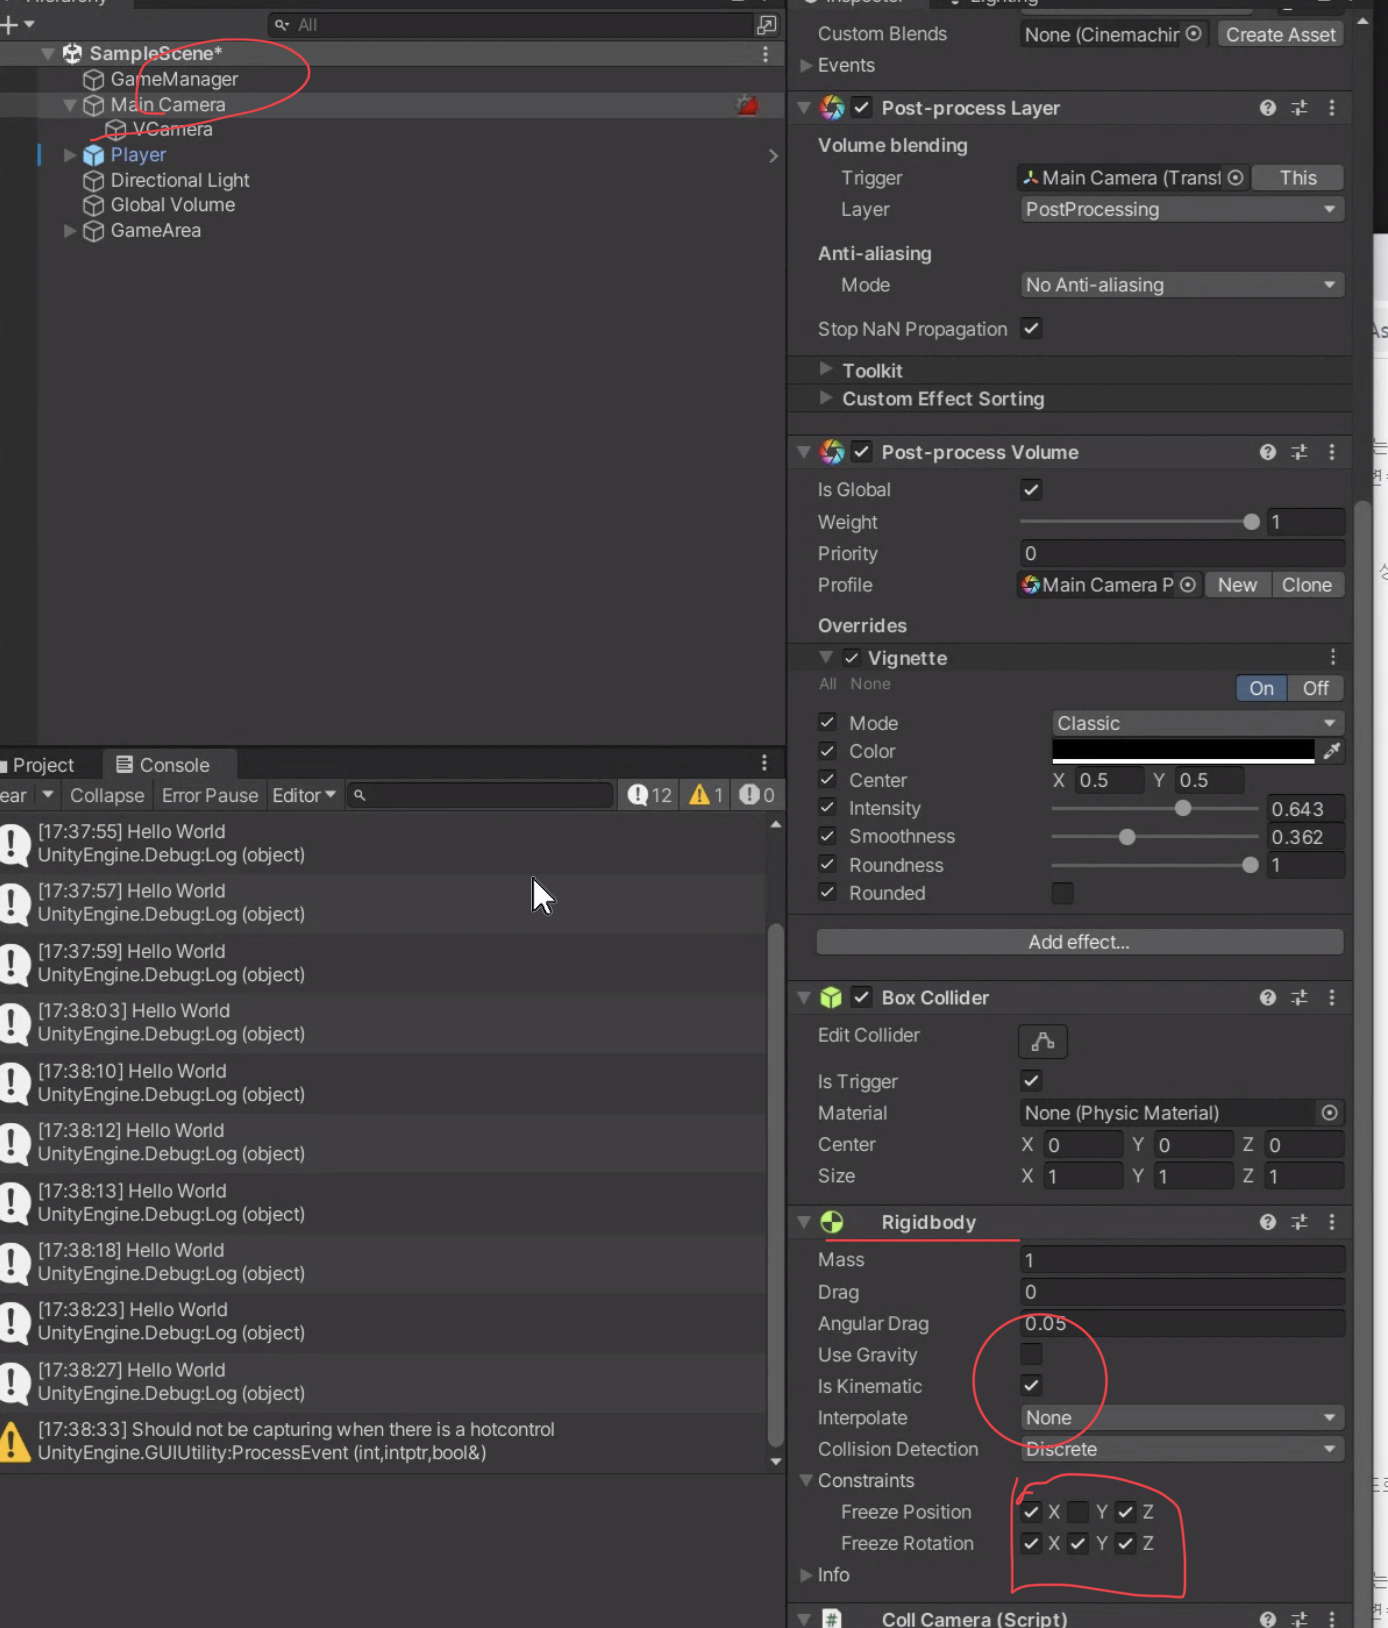 All
SampleScene*
GameManager
Main Camera
VCamera
Player
Directional Light
Global Volume
GameArea
Project
Console
ear
Collapse
Error Pause
Editor
12
1
0
[17:37:55] Hello World
UnityEngine.Debug:Log (object)
[17:37:57] Hello World
UnityEngine.Debug:Log (object)
[17:37:59] Hello World
UnityEngine.Debug:Log (object)
[17:38:03] Hello World
UnityEngine.Debug:Log (object)
[17:38:10] Hello World
UnityEngine.Debug:Log (object)
[17:38:12] Hello World
UnityEngine.Debug:Log (object)
[17:38:13] Hello World
UnityEngine.Debug:Log (object)
[17:38:18] Hello World
UnityEngine.Debug:Log (object)
[17:38:23] Hello World
UnityEngine.Debug:Log (object)
[17:38:27] Hello World
UnityEngine.Debug:Log (object)
[17:38:33] Should not be capturing when there is a hotcontrol
UnityEngine.GUIUtility:ProcessEvent (int,intptr,bool&)
Custom Blends None (Cinemachir Create Asset
Events
Post-process Layer
Volume blending
Trigger Main Camera (Transf This
Layer PostProcessing
Anti-aliasing
Mode No Anti-aliasing
Stop NaN Propagation
Toolkit
Custom Effect Sorting
Post-process Volume
Is Global
Weight 1
Priority 0
Profile Main Camera P New Clone
Overrides
Vignette
All None On Off
Mode Classic
Color
Center X 0.5 Y 0.5
Intensity 0.643
Smoothness 0.362
Roundness 1
Rounded
Add effect...
Box Collider
Edit Collider
Is Trigger
Material None (Physic Material)
Center X 0 Y 0 Z 0
Size X 1 Y 1 Z 1
Rigidbody
Mass 1
Drag 0
Angular Drag 0.05
Use Gravity
Is Kinematic
Interpolate None
Collision Detection Discrete
Constraints
Freeze Position X Y Z
Freeze Rotation X Y Z
Info
# Coll Camera (Script)